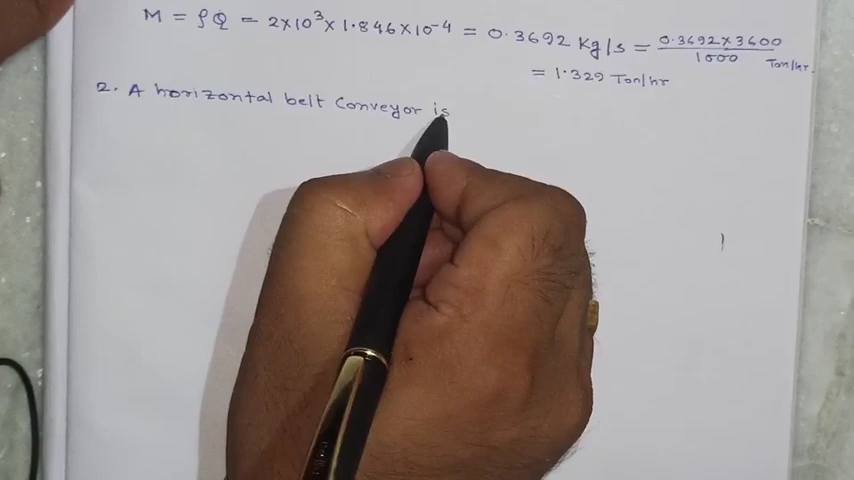 M = ρQ = 2×10³×1.846×10⁻⁴ = 0.3692 Kg/s = 0.3692×3600/1000 Ton/hr.
= 1.329 Ton/hr
2. A horizontal belt Conveyor is